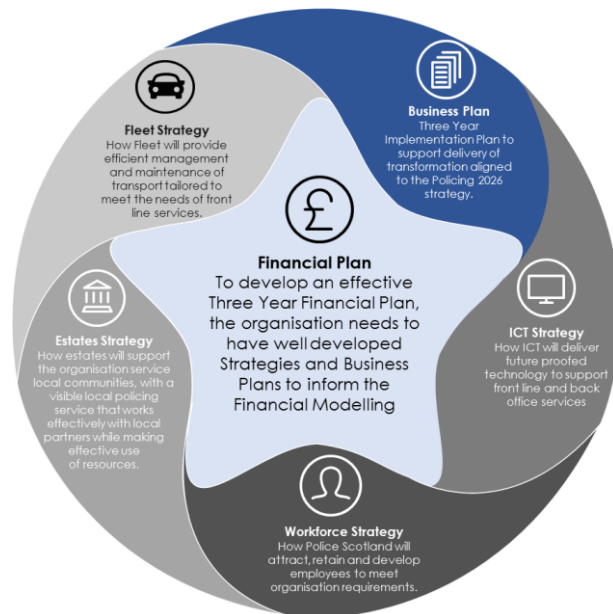 Business Plan
Three Year
Implementation Plan to
support delivery of
transformation aligned
to the Policing 2026
strategy.
Fleet Strategy
How Fleet will provide
efficient management
and maintenance of
transport tailored to
meet the needs of front
line services.
£
Financial Plan
To develop an effective
Three Year Financial Plan,
the organisation needs to
have well developed
Strategies and Business
Plans to inform the
Financial Modelling
ICT Strategy
How ICT will deliver
future proofed
technology to support
front line and back
office services
Estates Strategy
How estates will support
the organisation service
local communities, with a
visible local policing
service that works
effectively with local
partners while making
effective use
of resources.
Workforce Strategy
How Police Scotland will
attract, retain and develop
employees to meet
organisation requirements.